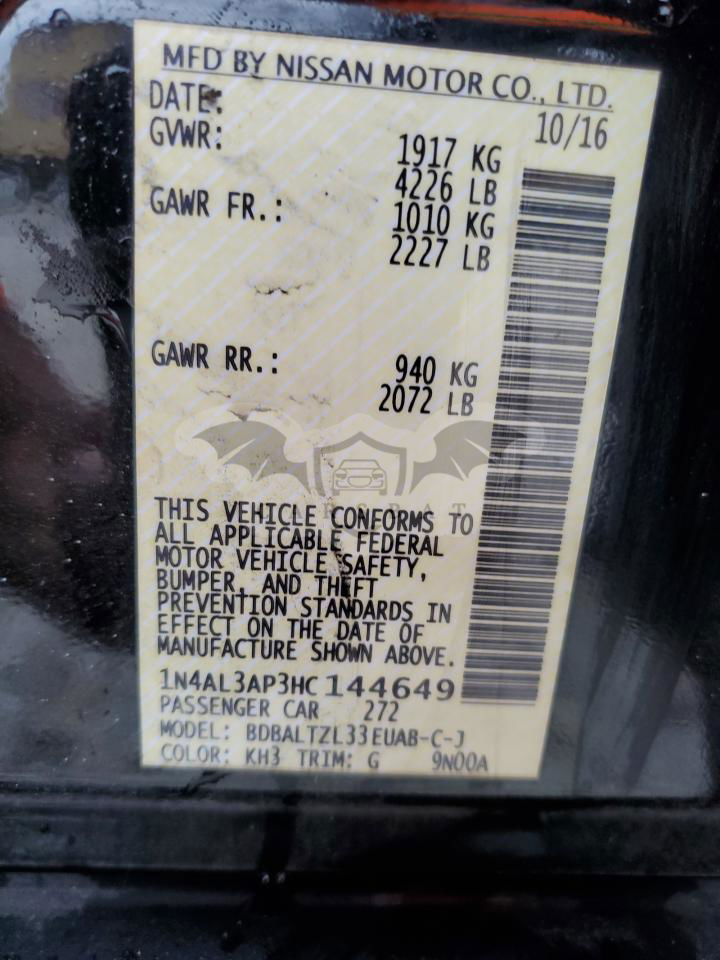 MFD BY NISSAN MOTOR CO., LTD.
DATE: 10/16
GVWR: 1917 KG
4226 LB
GAWR FR.: 1010 KG
2227 LB
GAWR RR.: 940 KG
2072 LB
THIS VEHICLE CONFORMS TO
ALL APPLICABLE FEDERAL
MOTOR VEHICLE SAFETY,
BUMPER, AND THEFT
PREVENTION STANDARDS IN
EFFECT ON THE DATE OF
MANUFACTURE SHOWN ABOVE.
1N4AL3AP3HC144649
PASSENGER CAR 272
MODEL: BDBALTZL33EUAB-C-J
COLOR: KH3 TRIM: G 9N00A